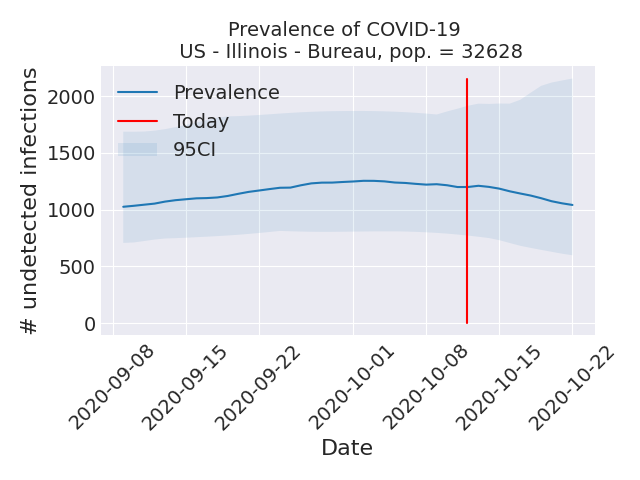 Prevalence of COVID-19
US - Illinois - Bureau, pop. = 32628
Prevalence
Today
95CI
# undetected infections
2000
1500
1000
500
0
2020-09-08
2020-09-15
2020-09-22
2020-10-01
2020-10-08
2020-10-15
2020-10-22
Date